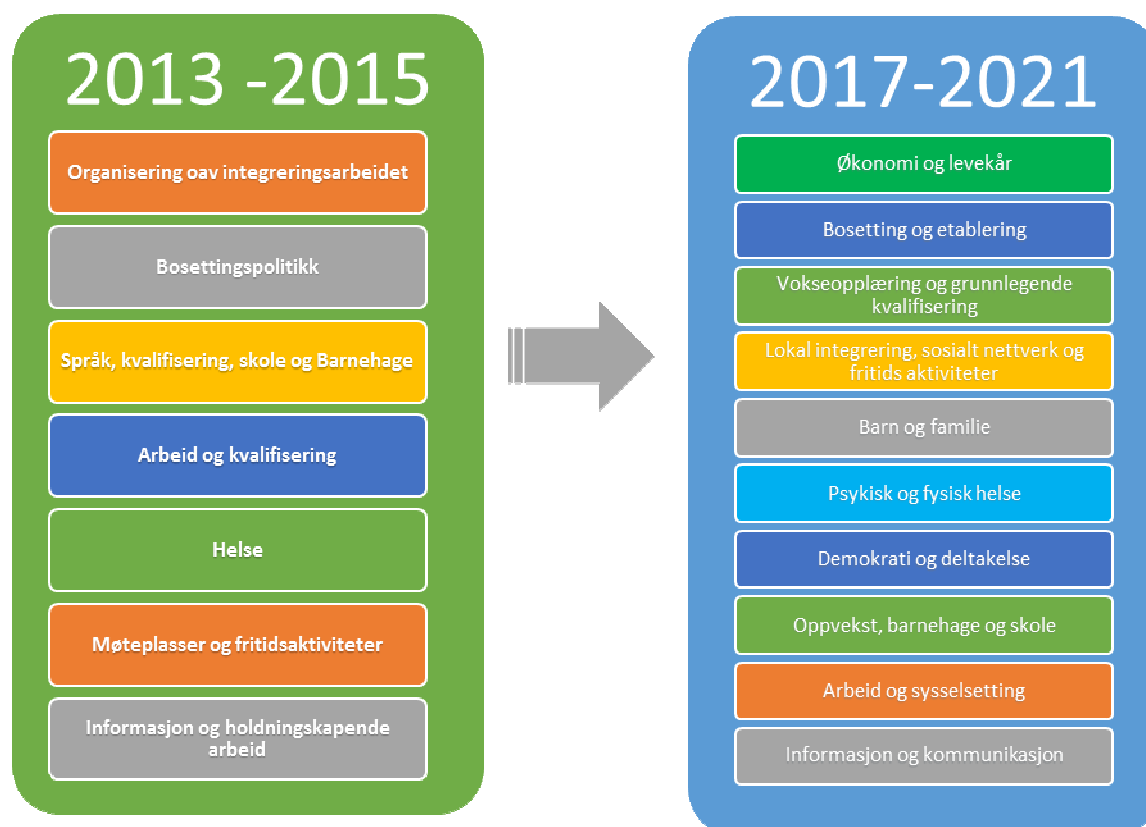 2013 -2015
Organisering oav integreringsarbeidet
Bosettingspolitikk
Språk, kvalifisering, skole og Barnehage
Arbeid og kvalifisering
Helse
Møteplasser og fritidsaktiviteter
Informasjon og holdningskapende
arbeid
2017-2021
Økonomi og levekår
Bosetting og etablering
Vokseopplæring og grunnlegende
kvalifisering
Lokal integrering, sosialt nettverk og
fritids aktiviteter
Barn og familie
Psykisk og fysisk helse
Demokrati og deltakelse
Oppvekst, barnehage og skole
Arbeid og sysselsetting
Informasjon og kommunikasjon